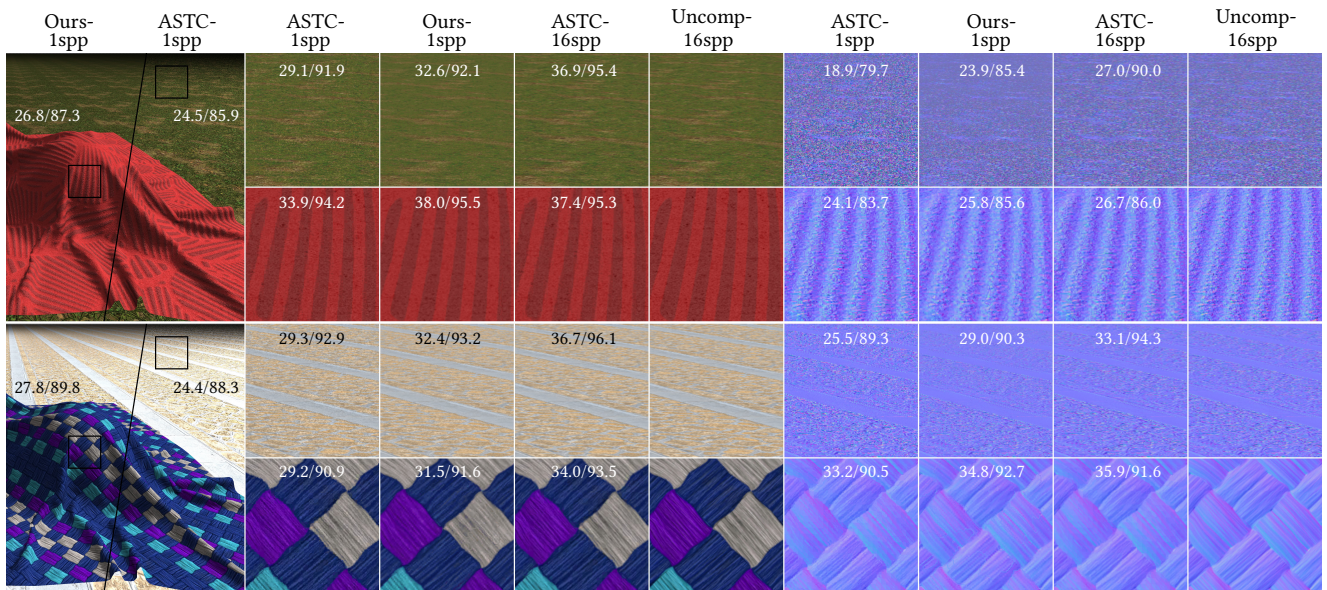 Ours-
1spp
ASTC-
1spp
ASTC-
1spp
Ours-
1spp
ASTC-
16spp
Uncomp-
16spp
ASTC-
1spp
Ours-
1spp
ASTC-
16spp
Uncomp-
16spp
26.8/87.3 24.5/85.9
29.1/91.9 32.6/92.1 36.9/95.4 18.9/79.7 23.9/85.4 27.0/90.0
33.9/94.2 38.0/95.5 37.4/95.3 24.1/83.7 25.8/85.6 26.7/86.0
27.8/89.8 24.4/88.3
29.3/92.9 32.4/93.2 36.7/96.1 25.5/89.3 29.0/90.3 33.1/94.3
29.2/90.9 31.5/91.6 34.0/93.5 33.2/90.5 34.8/92.7 35.9/91.6